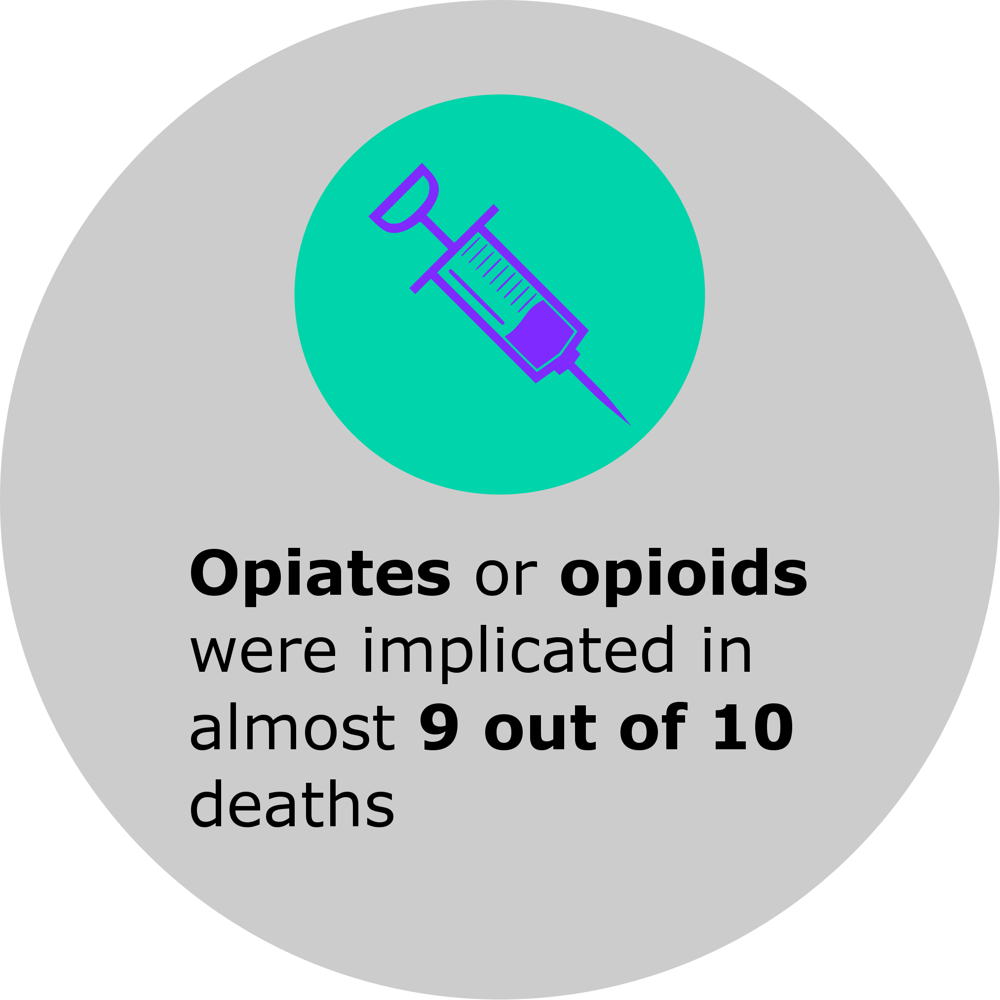 Opiates or opioids
were implicated in
almost 9 out of 10
deaths